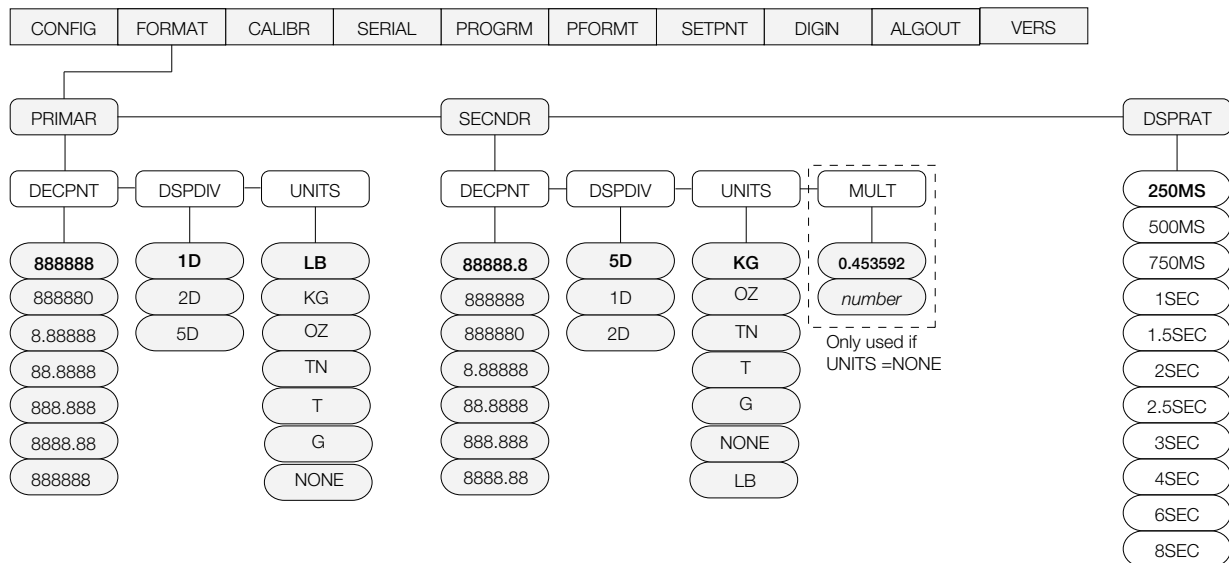 CONFIG FORMAT CALIBR SERIAL PROGRM PFORMT SETPNT DIGIN ALGOUT VERS
PRIMAR SECNDR DSPRAT
DECPNT DSPDIV UNITS DECPNT DSPDIV UNITS MULT 250MS
500MS
888888 1D LB 88888.8 5D KG 0.453592 750MS
888880 2D KG 888888 1D OZ number 1SEC
8.88888 5D OZ 888880 2D TN 1.5SEC
Only used if
UNITS =NONE
88.8888 TN 8.88888 T 2SEC
888.888 T 88.8888 G 2.5SEC
8888.88 G 888.888 NONE 3SEC
888888 NONE 8888.88 LB 4SEC
6SEC
8SEC